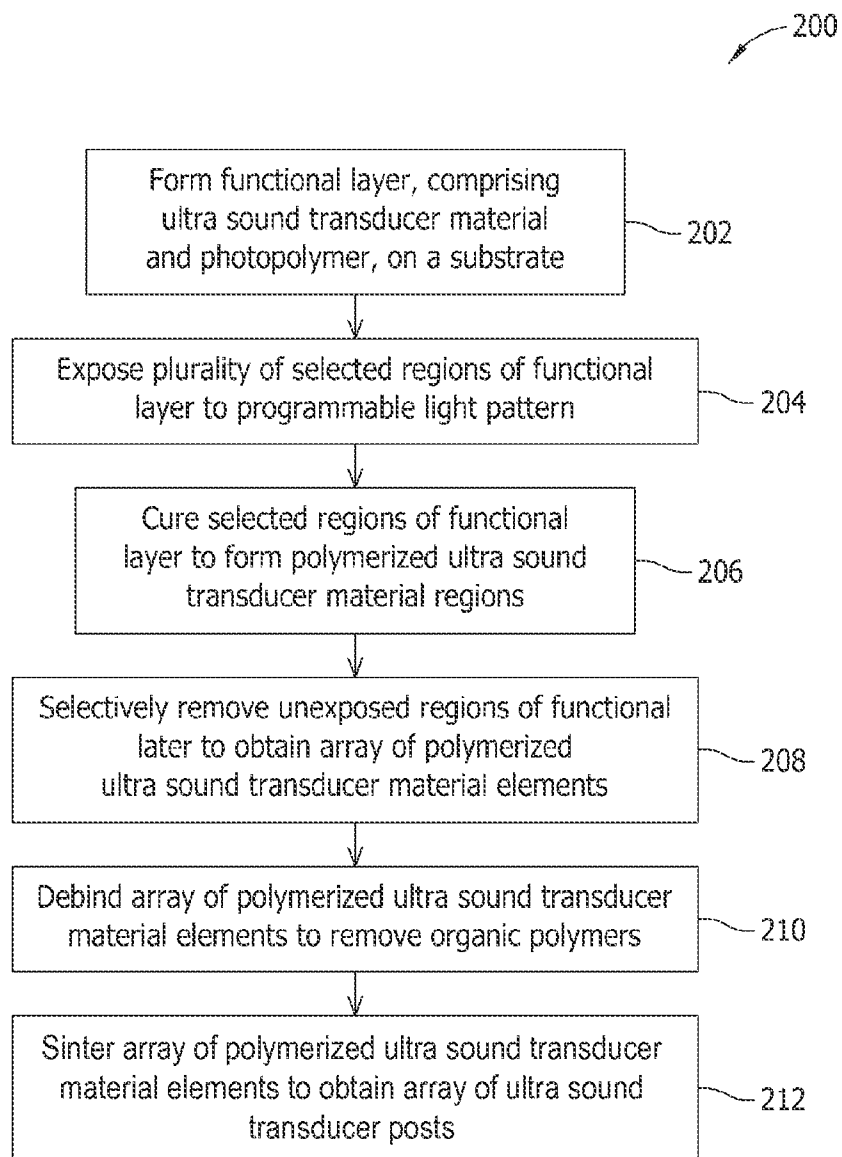 200
Form functional layer, comprising
ultra sound transducer material
and photopolymer, on a substrate
202
Expose plurality of selected regions of functional
layer to programmable light pattern
204
Cure selected regions of functional
layer to form polymerized ultra sound
transducer material regions
206
Selectively remove unexposed regions of functional
later to obtain array of polymerized
ultra sound transducer material elements
208
Debind array of polymerized ultra sound transducer
material elements to remove organic polymers
210
Sinter array of polymerized ultra sound transducer
material elements to obtain array of ultra sound
transducer posts
212